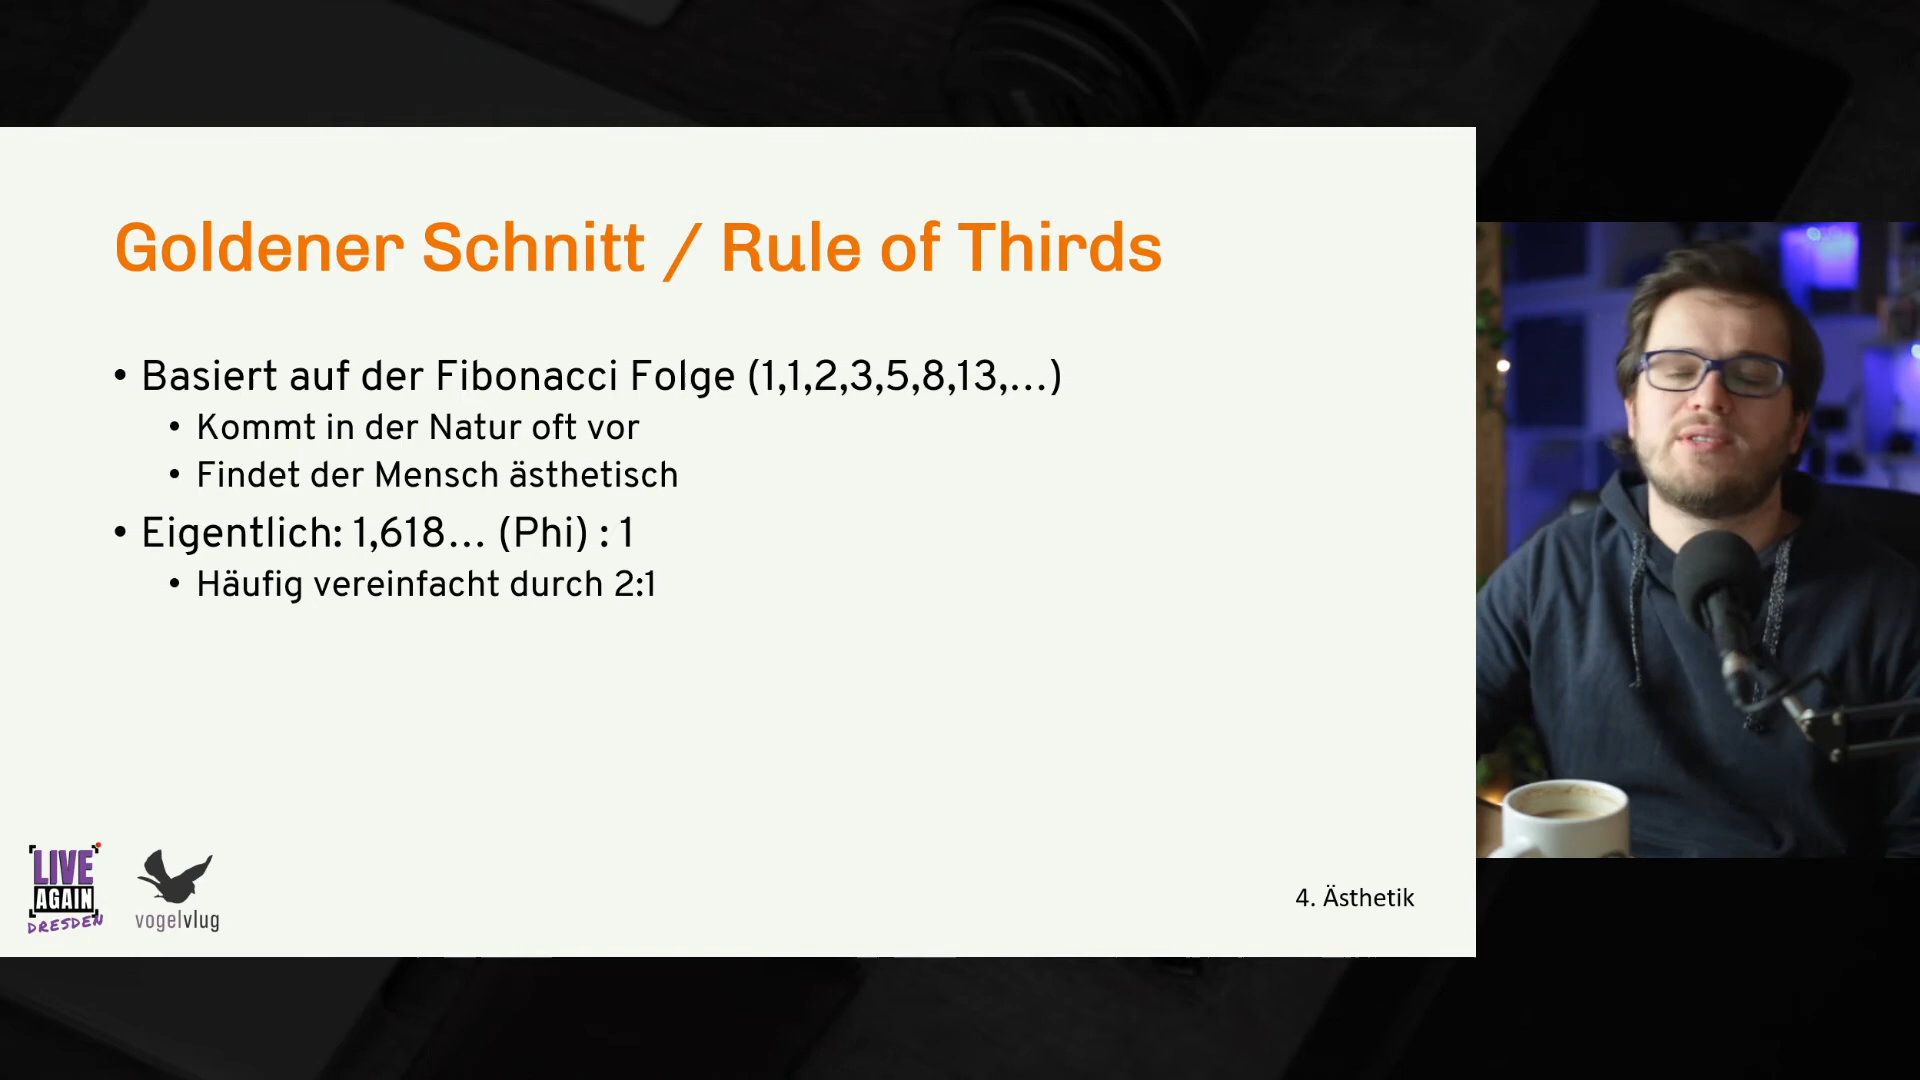 Goldener Schnitt / Rule of Thirds
• Basiert auf der Fibonacci Folge (1,1,2,3,5,8,13,…)
• Kommt in der Natur oft vor
• Findet der Mensch ästhetisch
• Eigentlich: 1,618… (Phi) : 1
• Häufig vereinfacht durch 2:1
LIVE
AGAIN
DRESDEN
vogelvlug
4. Ästhetik